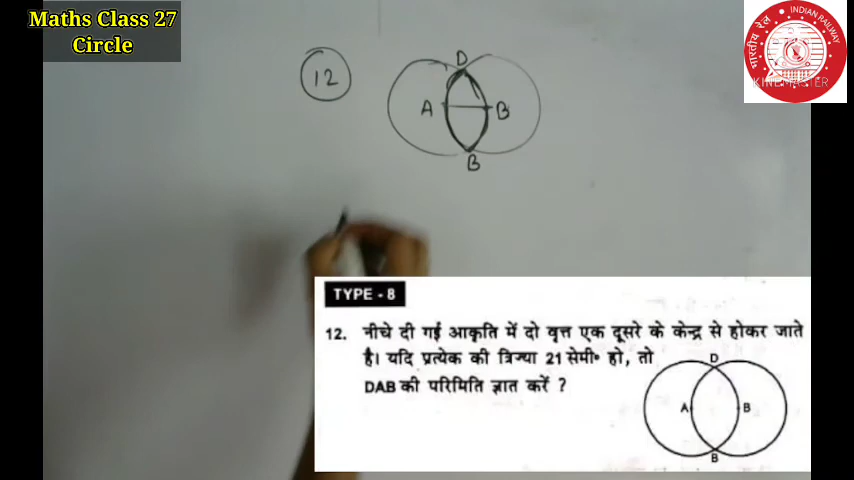 Maths Class 27
Circle
भारतीय रेल
INDIAN RAILWAY
KINEMASTER
12
D
A
B
B
TYPE - 8
12. नीचे दी गई आकृति में दो वृत्त एक दूसरे के केन्द्र से होकर जाते
है। यदि प्रत्येक की त्रिज्या 21 सेमी॰ हो, तो
DAB की परिमिति ज्ञात करें ?
D
A
B
B